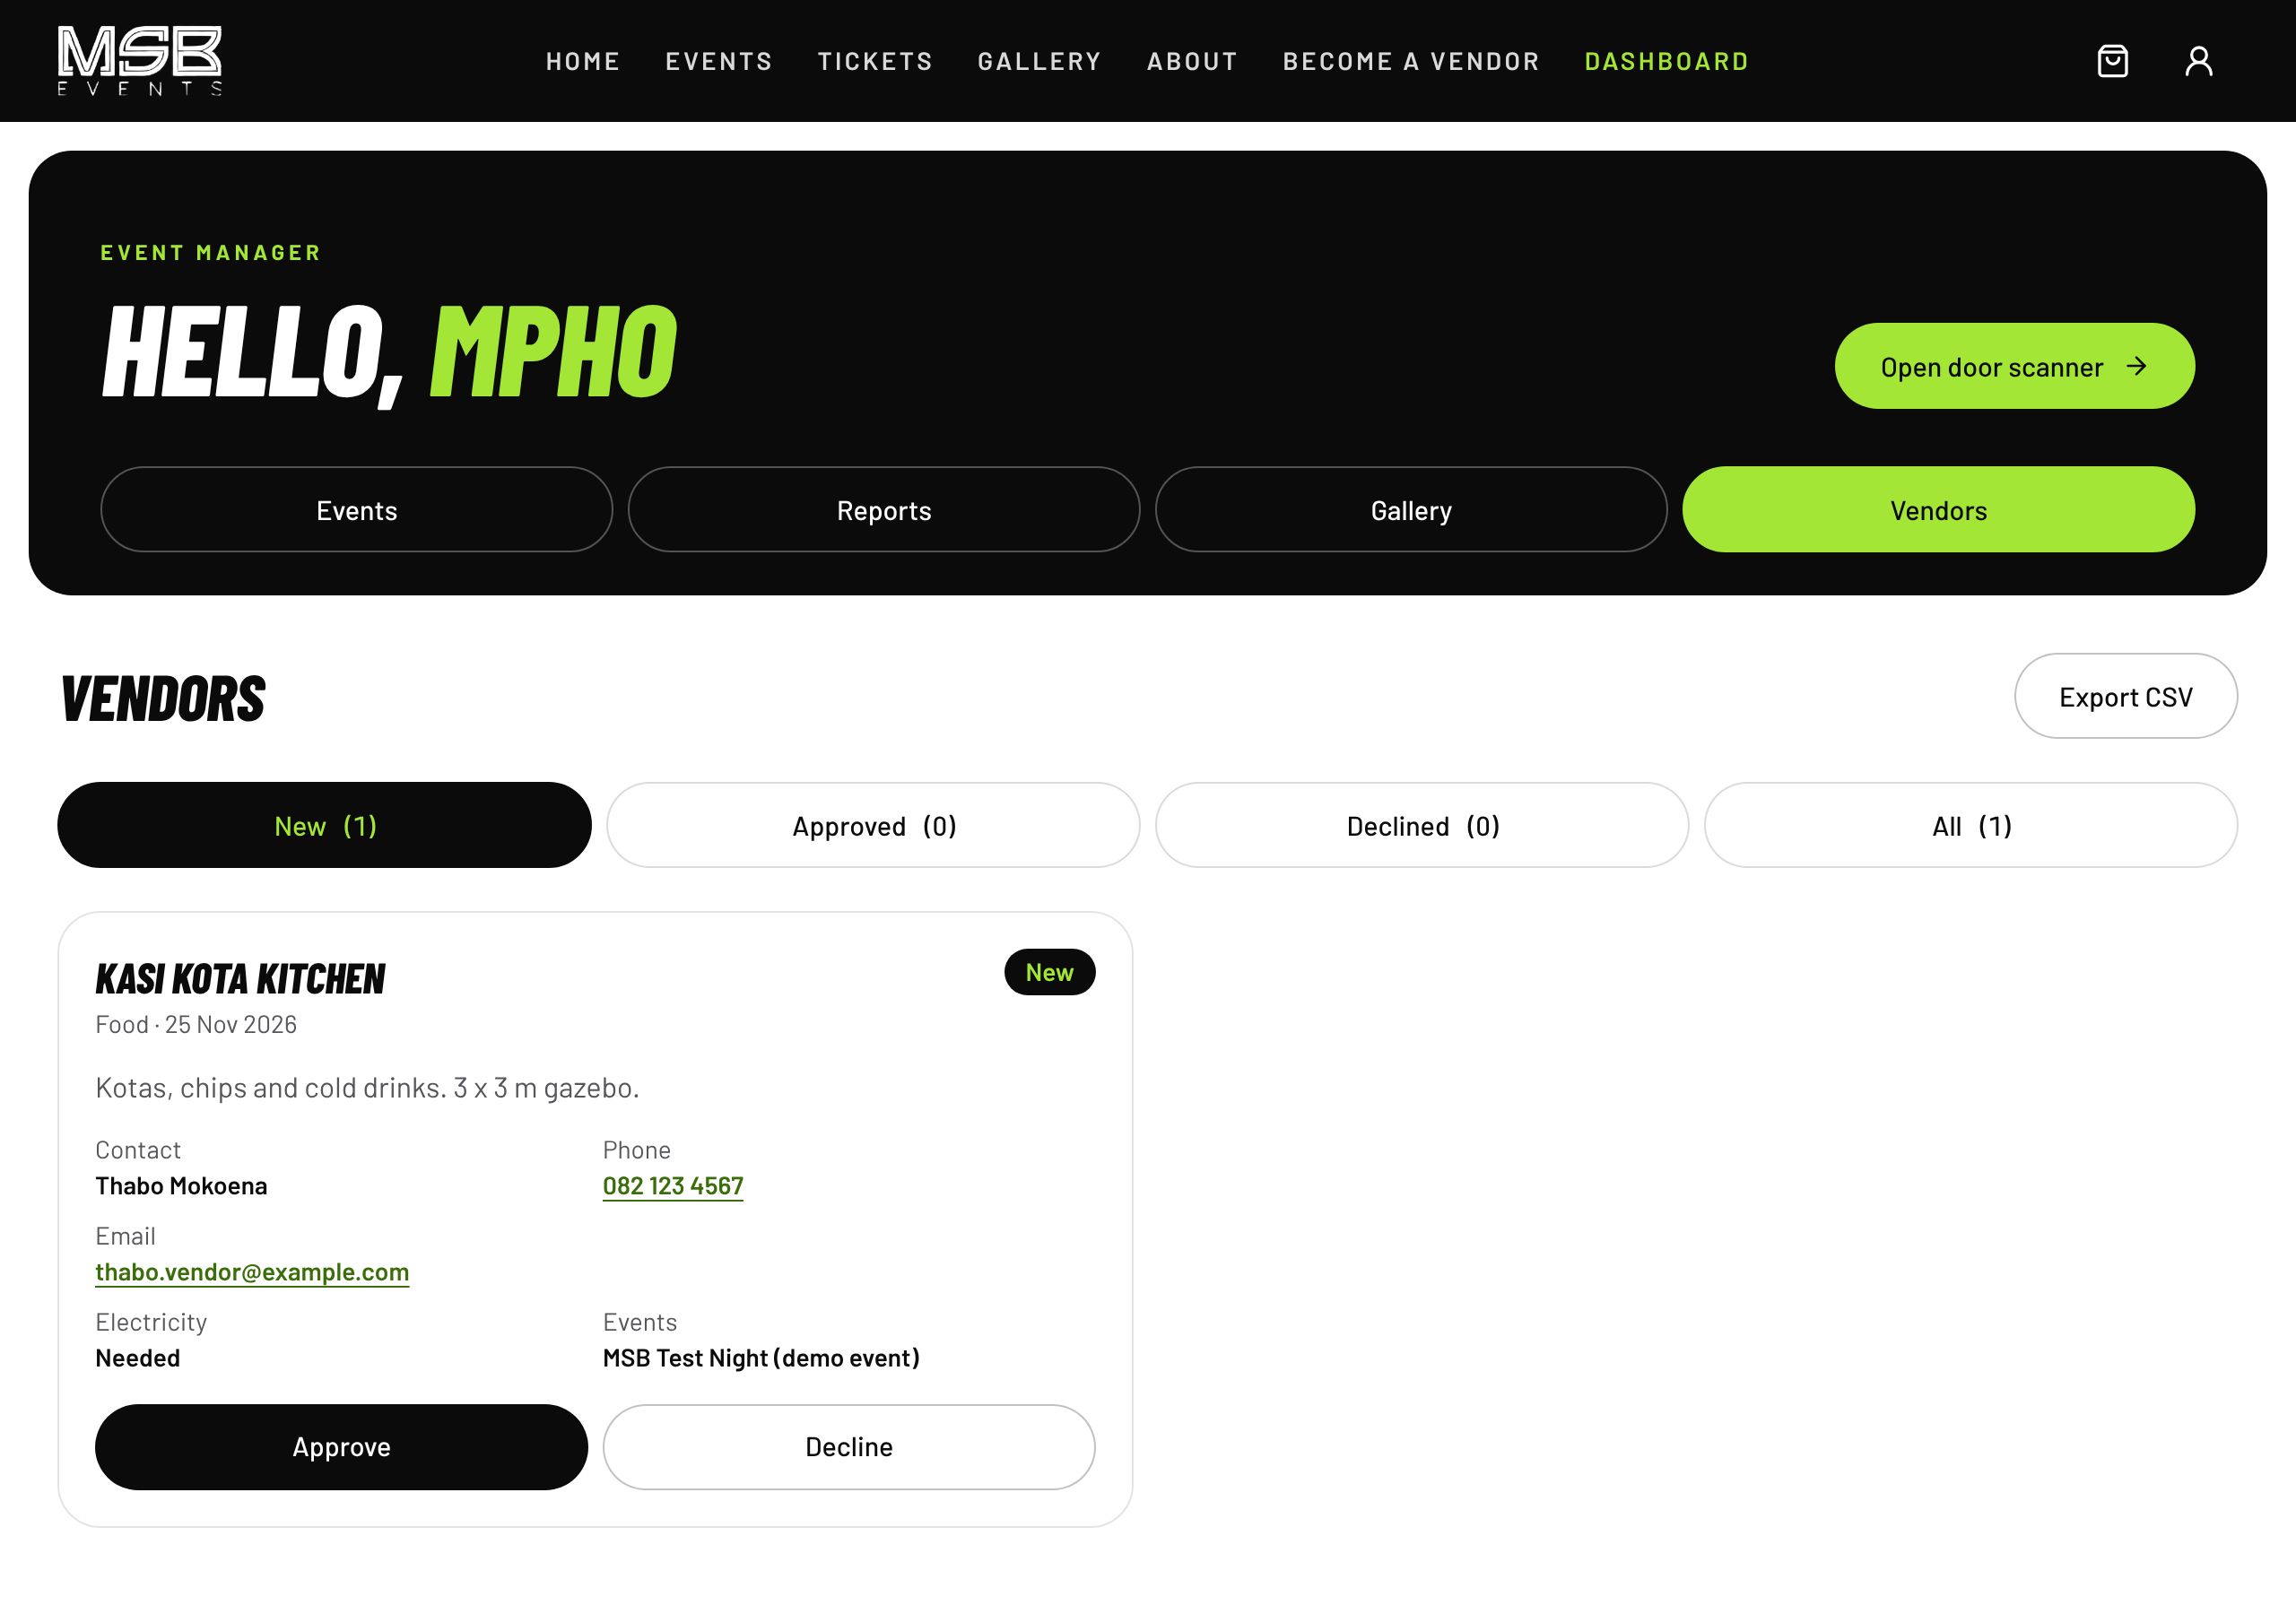 MSB
EVENTS
HOME EVENTS TICKETS GALLERY ABOUT BECOME A VENDOR DASHBOARD
EVENT MANAGER
HELLO, MPHO
Open door scanner →
Events Reports Gallery Vendors
VENDORS
Export CSV
New (1) Approved (0) Declined (0) All (1)
KASI KOTA KITCHEN
New
Food · 25 Nov 2026
Kotas, chips and cold drinks. 3 x 3 m gazebo.
Contact Phone
Thabo Mokoena 082 123 4567
Email
thabo.vendor@example.com
Electricity Events
Needed MSB Test Night (demo event)
Approve Decline